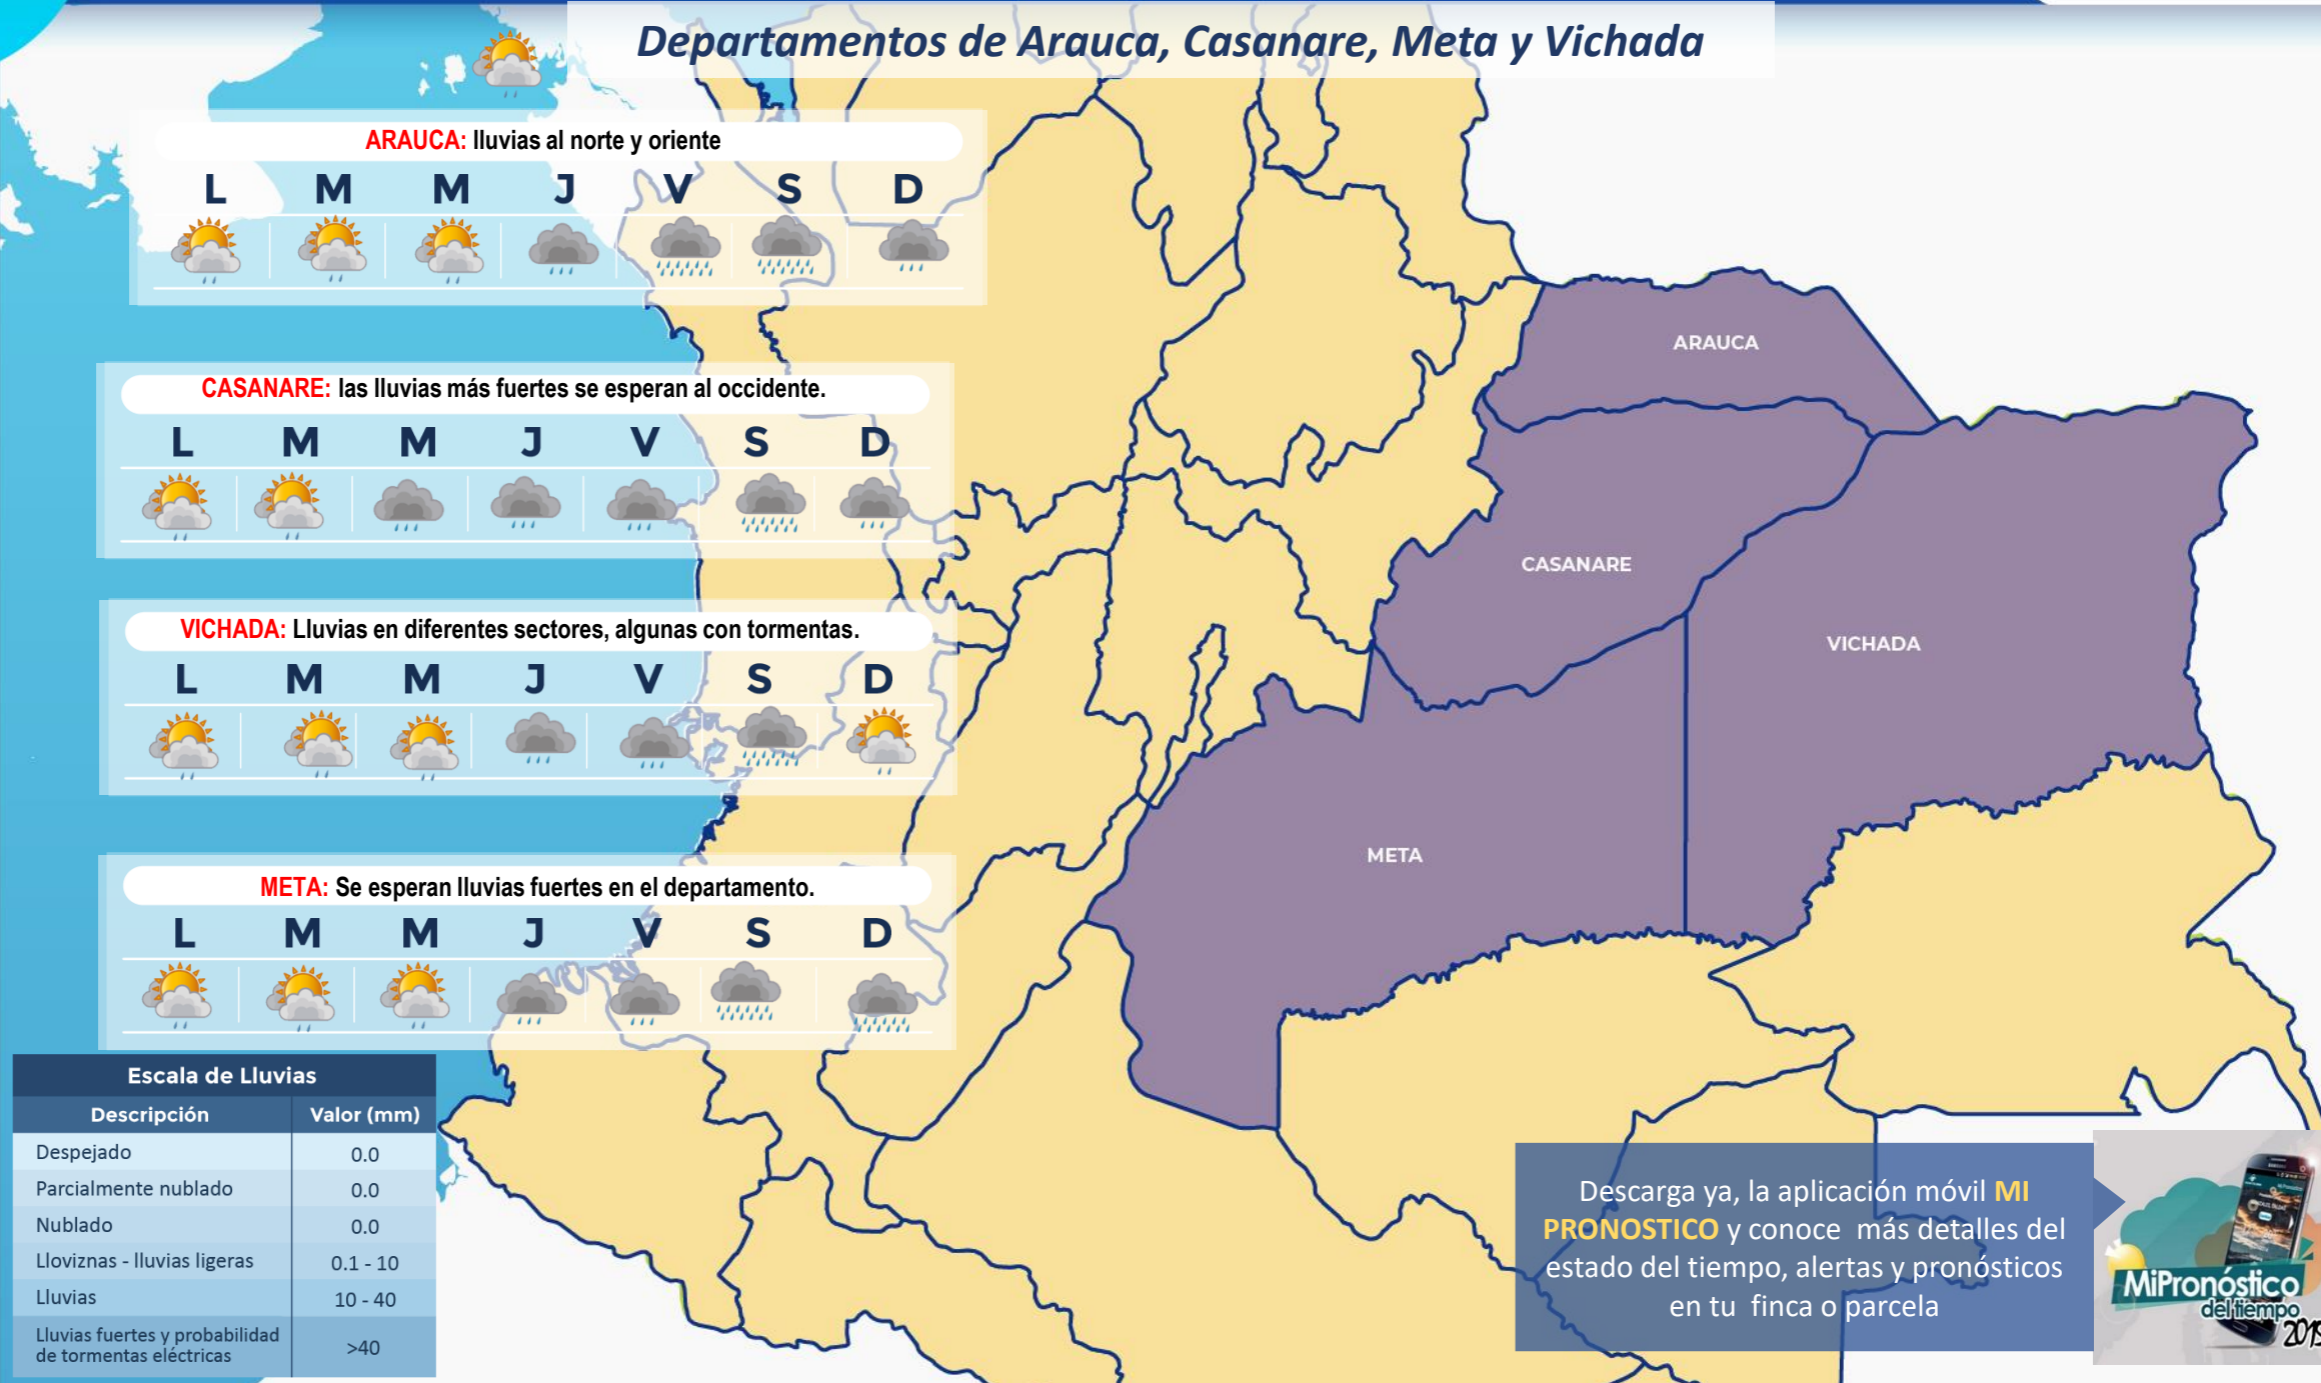 Departamentos de Arauca, Casanare, Meta y Vichada
ARAUCA: lluvias al norte y oriente
L M M J V S D
CASANARE: las lluvias más fuertes se esperan al occidente.
L M M J V S D
VICHADA: Lluvias en diferentes sectores, algunas con tormentas.
L M M J V S D
META: Se esperan lluvias fuertes en el departamento.
L M M J V S D
ARAUCA
CASANARE
VICHADA
META
Escala de Lluvias
Descripción Valor (mm)
Despejado 0.0
Parcialmente nublado 0.0
Nublado 0.0
Lloviznas - lluvias ligeras 0.1 - 10
Lluvias 10 - 40
Lluvias fuertes y probabilidad
de tormentas eléctricas >40
Descarga ya, la aplicación móvil MI
PRONOSTICO y conoce más detalles del
estado del tiempo, alertas y pronósticos
en tu finca o parcela
MiPronóstico
del tiempo
2019